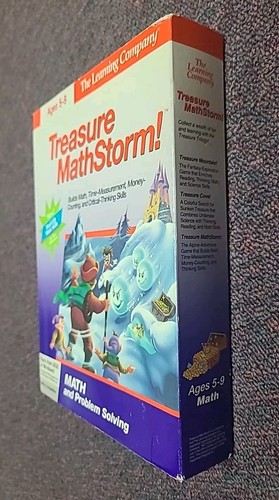 Ages 5-9
The Learning Company
Treasure
MathStorm!
Builds Math, Time-Measurement, Money-
Counting, and Critical-Thinking Skills
MATH
and Problem Solving
The
Learning
Company
Treasure
MathStorm!
Collect a wealth of fun
and learning with the
Treasure Trilogy!
Treasure Mountain!
The Fantasy-Exploration
Game that Enriches
Reading, Thinking, Math,
and Science Skills
Treasure Cove!
A Colorful Search for
Sunken Treasure that
Combines Undersea
Science with Thinking,
Reading, and Math Skills
Treasure MathStorm!
The Alpine Adventure
Game that Builds Math,
Time-Measurement,
Money-Counting, and
Thinking Skills
Ages 5-9
Math